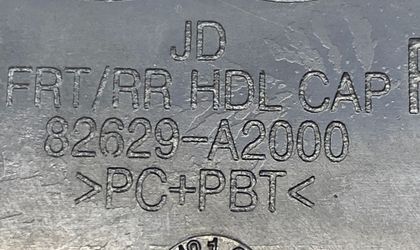 JD
FRT/RR HDL CAP
82629-A2000
>PC+PBT<